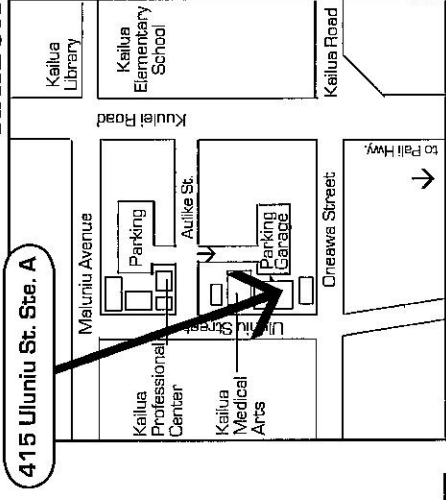 415 Uluniu St. Ste. A
Kailua
Library
Kailua
Elementary
School
Kailua Road
Kuulei Road
Maluniu Avenue
Parking
Aulike St.
Parking
Garage
Oneawa Street
to Pali Hwy.
Uluniu Street
Kailua
Professional
Center
Kailua
Medical
Arts